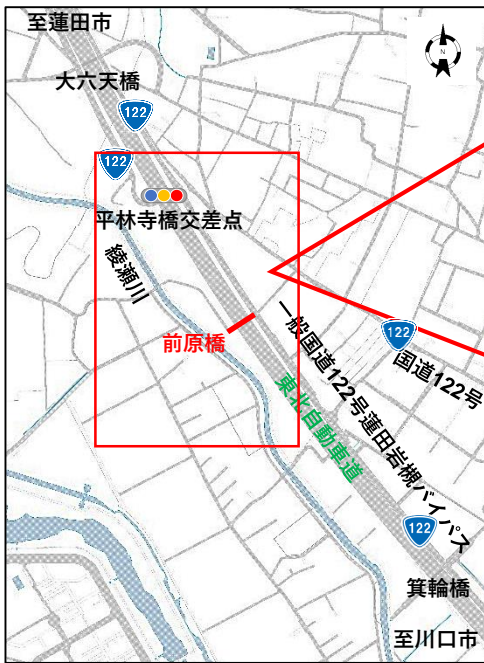 至蓮田市
N
大六天橋
122
122
平林寺橋交差点
綾瀬川
前原橋
122
国道122号
一般国道122号蓮田岩槻バイパス
東北自動車道
122
箕輪橋
至川口市